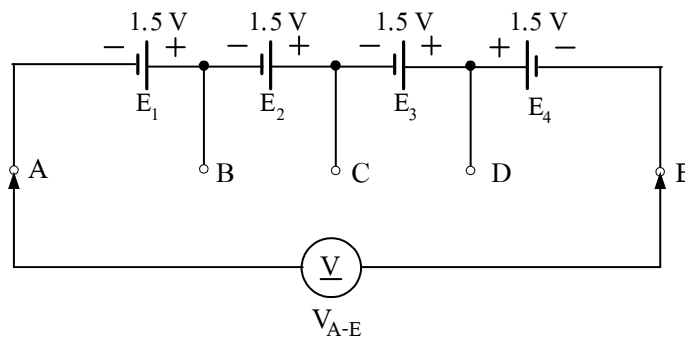 1.5 V 1.5 V 1.5 V 1.5 V
− + − + − + + −
E1 E2 E3 E4
A B C D E
V
VA-E